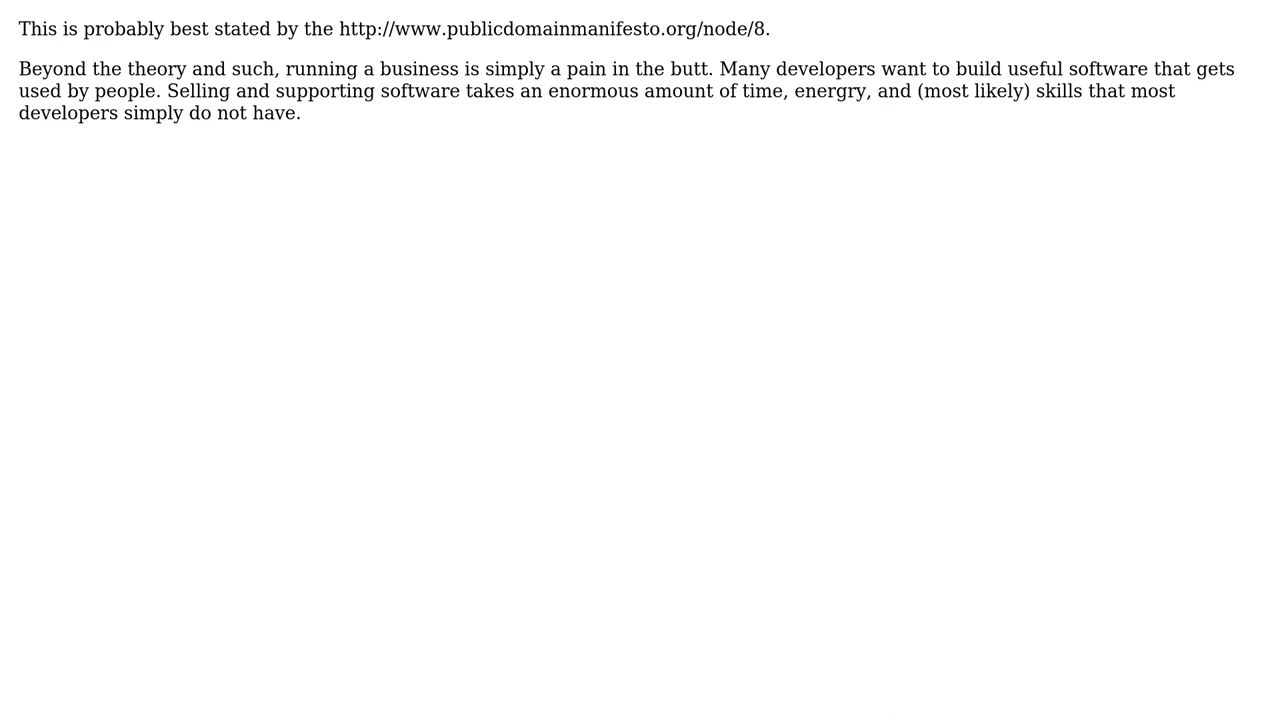 This is probably best stated by the http://www.publicdomainmanifesto.org/node/8.
Beyond the theory and such, running a business is simply a pain in the butt. Many developers want to build useful software that gets
used by people. Selling and supporting software takes an enormous amount of time, energry, and (most likely) skills that most
developers simply do not have.